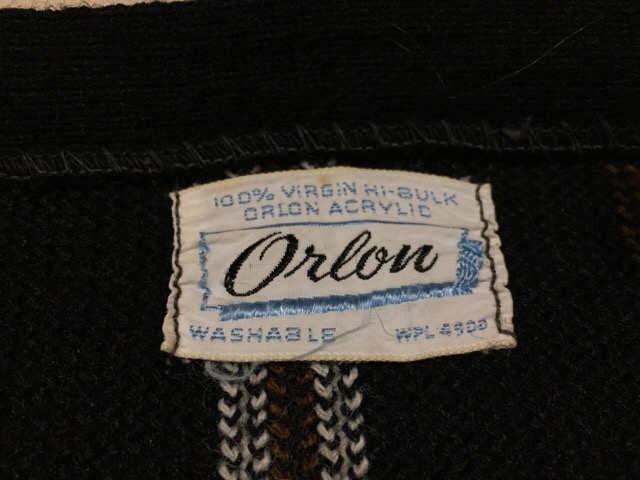 100% VIRGIN HI-BULK
ORLON ACRYLIC
Orlon
WASHABLE WPL 4900